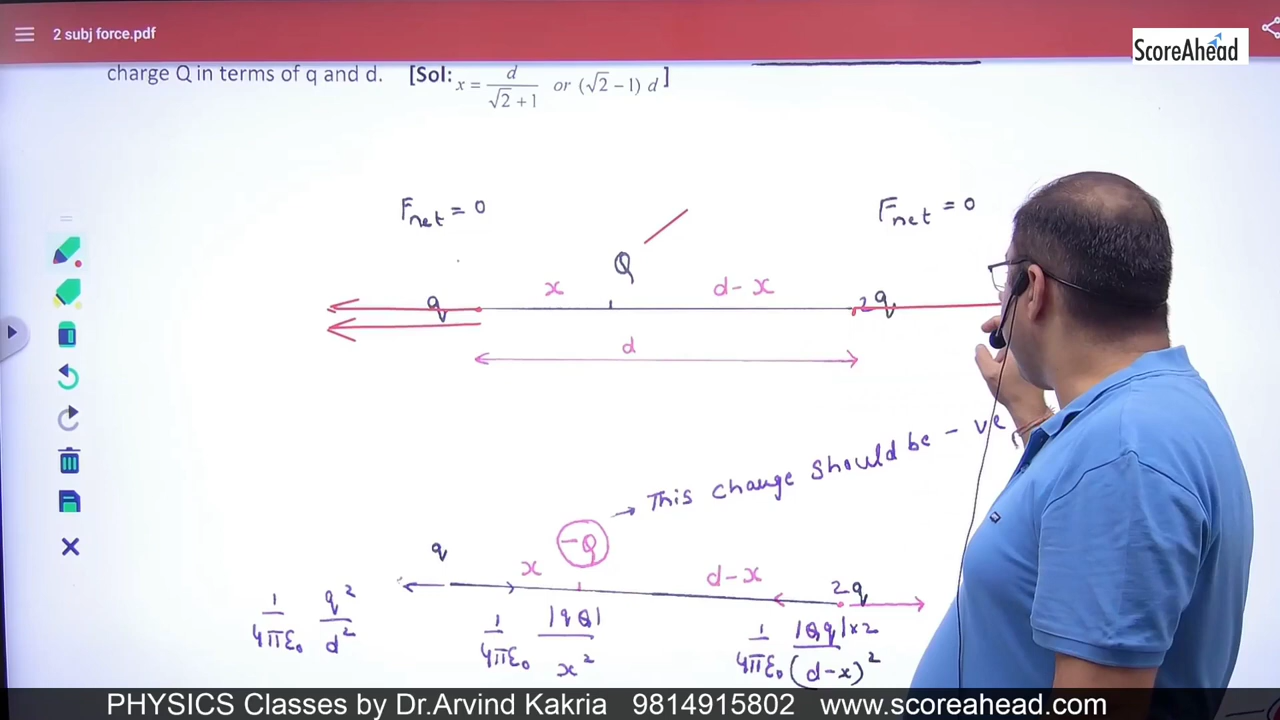 2 subj force.pdf
ScoreAhead
charge Q in terms of q and d. [Sol: x = d/(√2 + 1) or (√2 − 1) d ]
Fnet = 0
Fnet = 0
Q
x
d - x
q
2q
d
This change should be - ve
-Q
q
x
d-x
2q
1/4πε₀ q²/d²
1/4πε₀ |qQ|/x²
1/4πε₀ |Qq|×2/(d-x)²
PHYSICS Classes by Dr.Arvind Kakria 9814915802 www.scoreahead.com